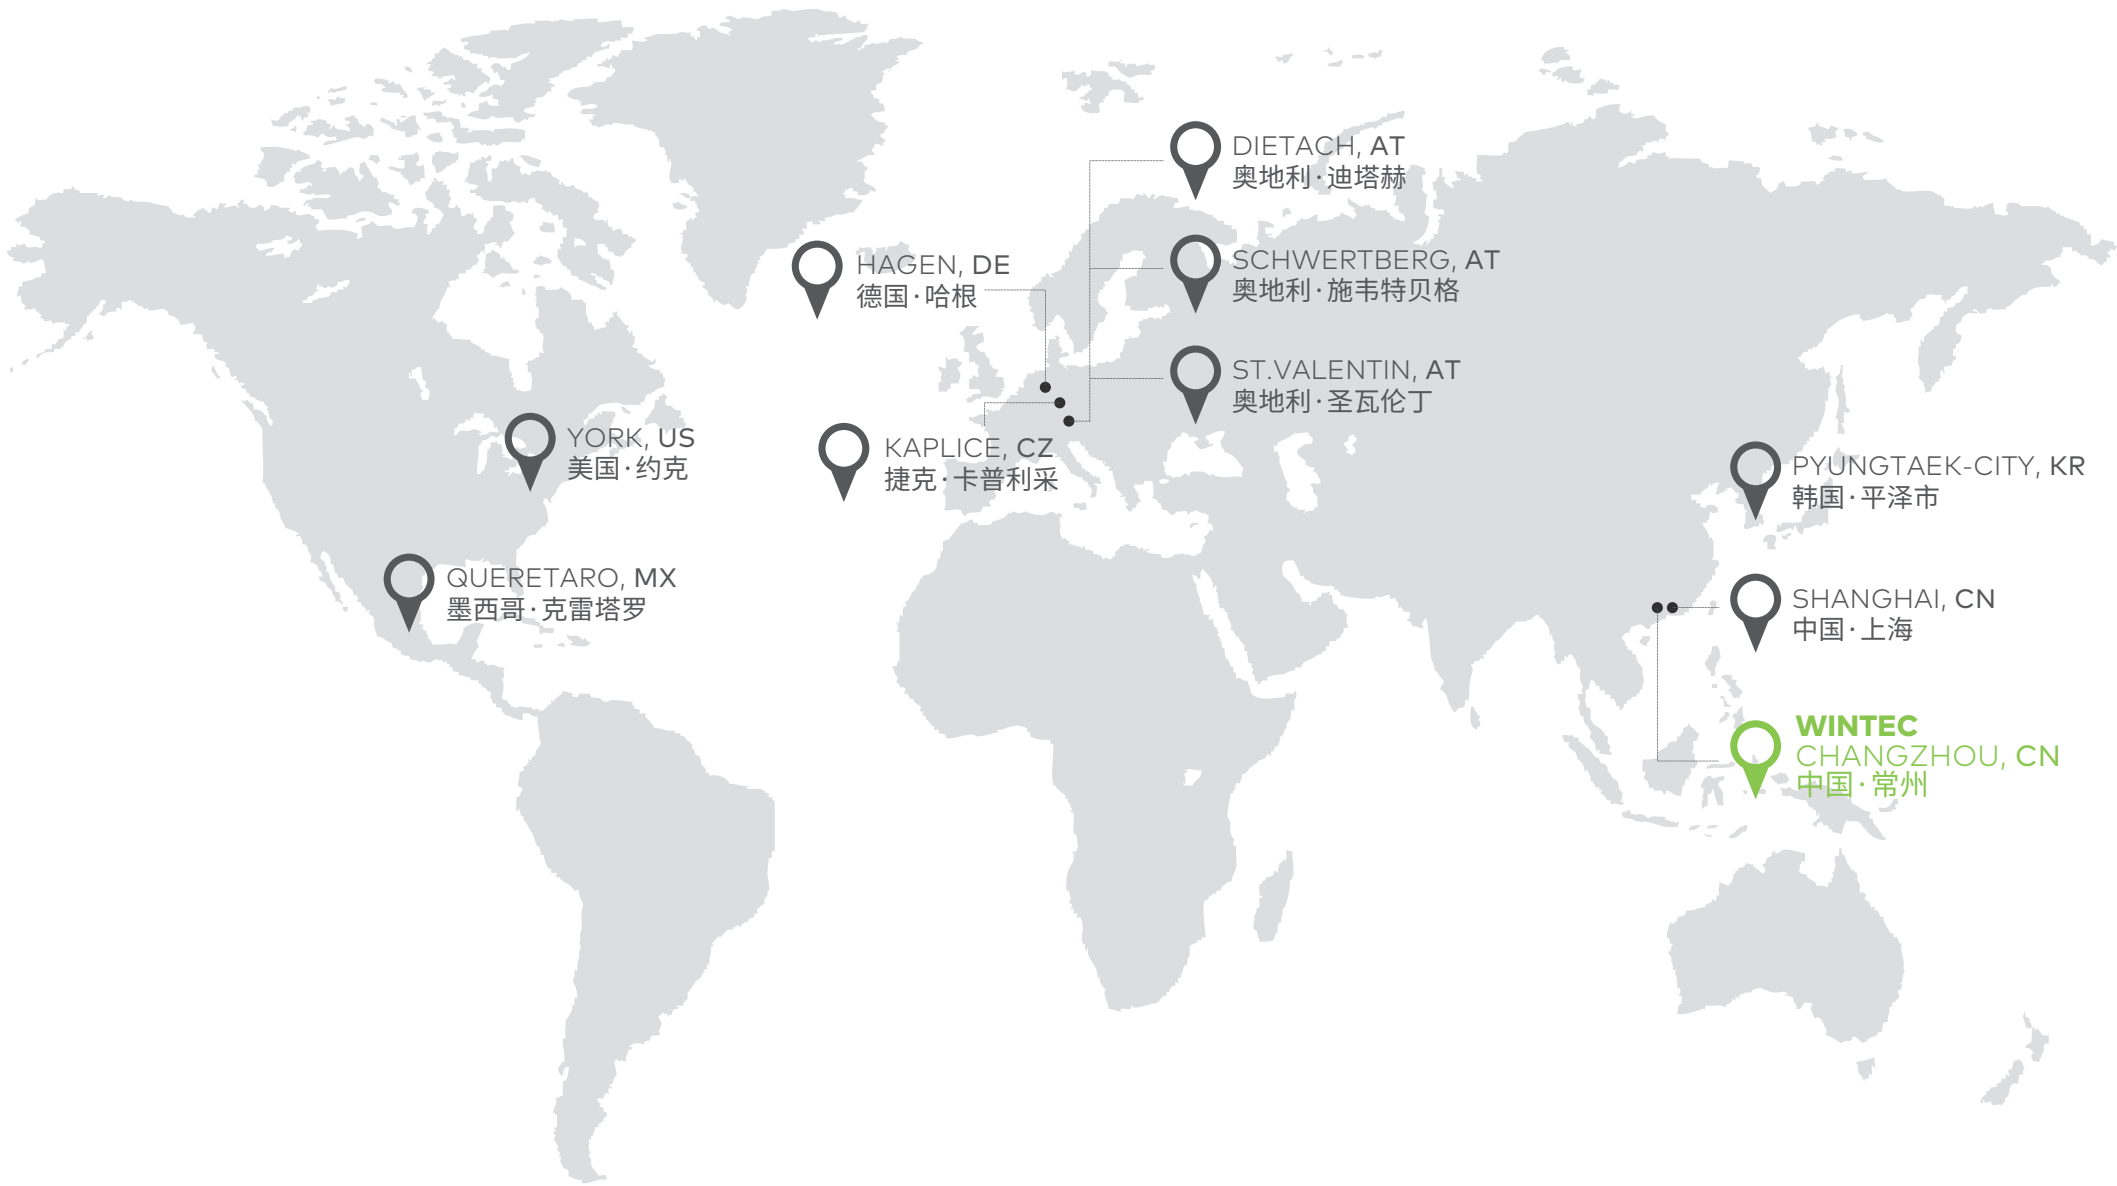 DIETACH, AT
奥地利·迪塔赫
HAGEN, DE
德国·哈根
SCHWERTBERG, AT
奥地利·施韦特贝格
ST.VALENTIN, AT
奥地利·圣瓦伦丁
YORK, US
美国·约克
KAPLICE, CZ
捷克·卡普利采
PYUNGTAEK-CITY, KR
韩国·平泽市
QUERETARO, MX
墨西哥·克雷塔罗
SHANGHAI, CN
中国·上海
WINTEC
CHANGZHOU, CN
中国·常州